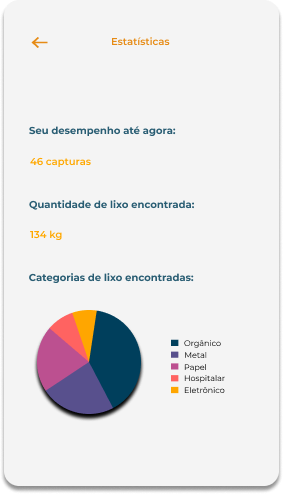 Estatísticas
Seu desempenho até agora:
46 capturas
Quantidade de lixo encontrada:
134 kg
Categorias de lixo encontradas:
Orgânico
Metal
Papel
Hospitalar
Eletrônico